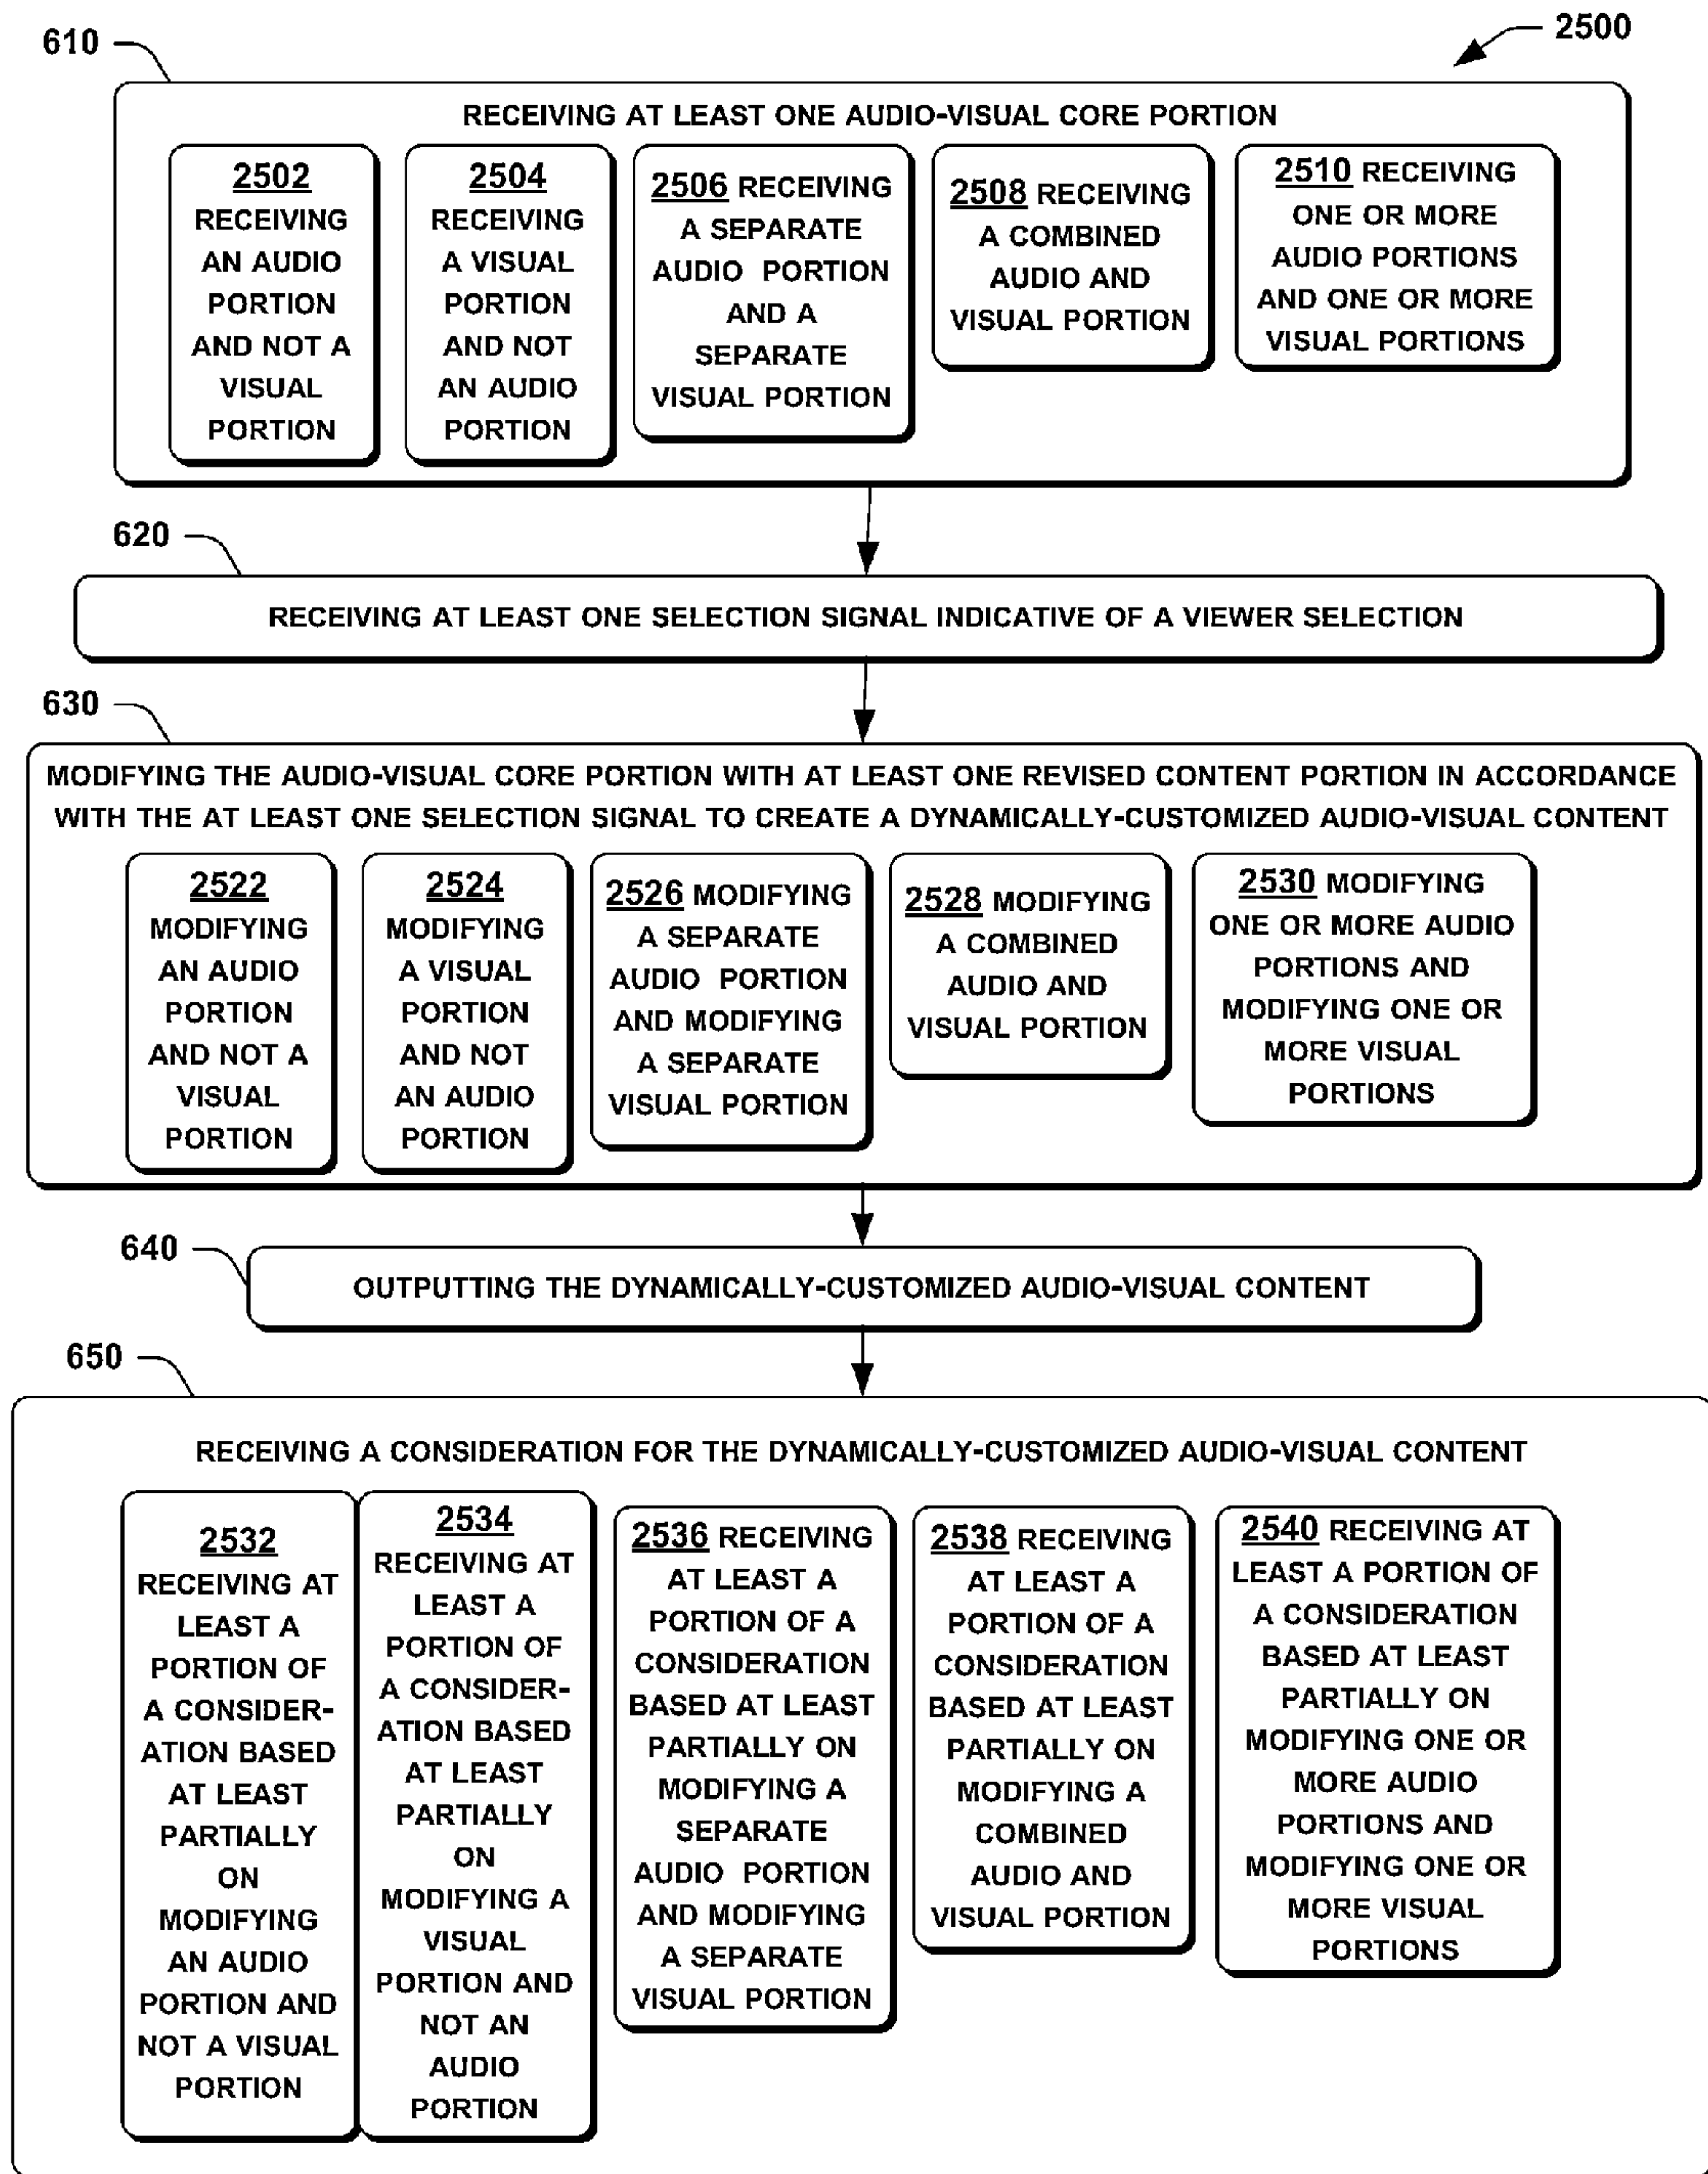 610
2500
RECEIVING AT LEAST ONE AUDIO-VISUAL CORE PORTION
2502
RECEIVING
AN AUDIO
PORTION
AND NOT A
VISUAL
PORTION
2504
RECEIVING
A VISUAL
PORTION
AND NOT
AN AUDIO
PORTION
2506 RECEIVING
A SEPARATE
AUDIO PORTION
AND A
SEPARATE
VISUAL PORTION
2508 RECEIVING
A COMBINED
AUDIO AND
VISUAL PORTION
2510 RECEIVING
ONE OR MORE
AUDIO PORTIONS
AND ONE OR MORE
VISUAL PORTIONS
620
RECEIVING AT LEAST ONE SELECTION SIGNAL INDICATIVE OF A VIEWER SELECTION
630
MODIFYING THE AUDIO-VISUAL CORE PORTION WITH AT LEAST ONE REVISED CONTENT PORTION IN ACCORDANCE
WITH THE AT LEAST ONE SELECTION SIGNAL TO CREATE A DYNAMICALLY-CUSTOMIZED AUDIO-VISUAL CONTENT
2522
MODIFYING
AN AUDIO
PORTION
AND NOT A
VISUAL
PORTION
2524
MODIFYING
A VISUAL
PORTION
AND NOT
AN AUDIO
PORTION
2526 MODIFYING
A SEPARATE
AUDIO PORTION
AND MODIFYING
A SEPARATE
VISUAL PORTION
2528 MODIFYING
A COMBINED
AUDIO AND
VISUAL PORTION
2530 MODIFYING
ONE OR MORE AUDIO
PORTIONS AND
MODIFYING ONE OR
MORE VISUAL
PORTIONS
640
OUTPUTTING THE DYNAMICALLY-CUSTOMIZED AUDIO-VISUAL CONTENT
650
RECEIVING A CONSIDERATION FOR THE DYNAMICALLY-CUSTOMIZED AUDIO-VISUAL CONTENT
2532
RECEIVING AT
LEAST A
PORTION OF
A CONSIDER-
ATION BASED
AT LEAST
PARTIALLY
ON
MODIFYING
AN AUDIO
PORTION AND
NOT A VISUAL
PORTION
2534
RECEIVING AT
LEAST A
PORTION OF
A CONSIDER-
ATION BASED
AT LEAST
PARTIALLY
ON
MODIFYING A
VISUAL
PORTION AND
NOT AN
AUDIO
PORTION
2536 RECEIVING
AT LEAST A
PORTION OF A
CONSIDERATION
BASED AT LEAST
PARTIALLY ON
MODIFYING A
SEPARATE
AUDIO PORTION
AND MODIFYING
A SEPARATE
VISUAL PORTION
2538 RECEIVING
AT LEAST A
PORTION OF A
CONSIDERATION
BASED AT LEAST
PARTIALLY ON
MODIFYING A
COMBINED
AUDIO AND
VISUAL PORTION
2540 RECEIVING AT
LEAST A PORTION OF
A CONSIDERATION
BASED AT LEAST
PARTIALLY ON
MODIFYING ONE OR
MORE AUDIO
PORTIONS AND
MODIFYING ONE OR
MORE VISUAL
PORTIONS